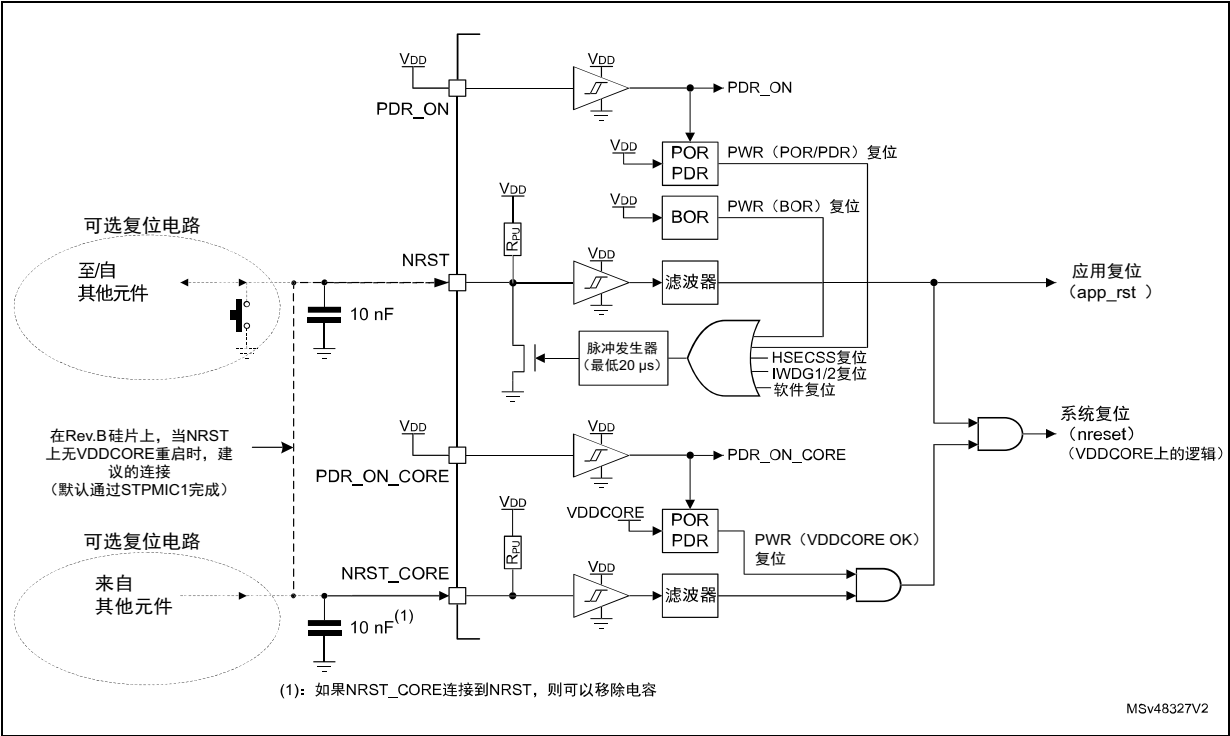 VDD
PDR_ON
VDD
PDR_ON
VDD
POR
PDR
PWR（POR/PDR）复位
VDD
BOR
PWR（BOR）复位
可选复位电路
至/自
其他元件
10 nF
NRST
VDD
RPU
VDD
滤波器
应用复位
（app_rst ）
脉冲发生器
（最低20 µs）
HSECSS复位
IWDG1/2复位
软件复位
在Rev.B硅片上，当NRST
上无VDDCORE重启时，建
议的连接
（默认通过STPMIC1完成）
VDD
PDR_ON_CORE
VDD
PDR_ON_CORE
系统复位
（nreset）
（VDDCORE上的逻辑）
VDDCORE
POR
PDR
PWR（VDDCORE OK）
复位
可选复位电路
来自
其他元件
10 nF(1)
NRST_CORE
VDD
RPU
VDD
滤波器
(1)：如果NRST_CORE连接到NRST，则可以移除电容
MSv48327V2